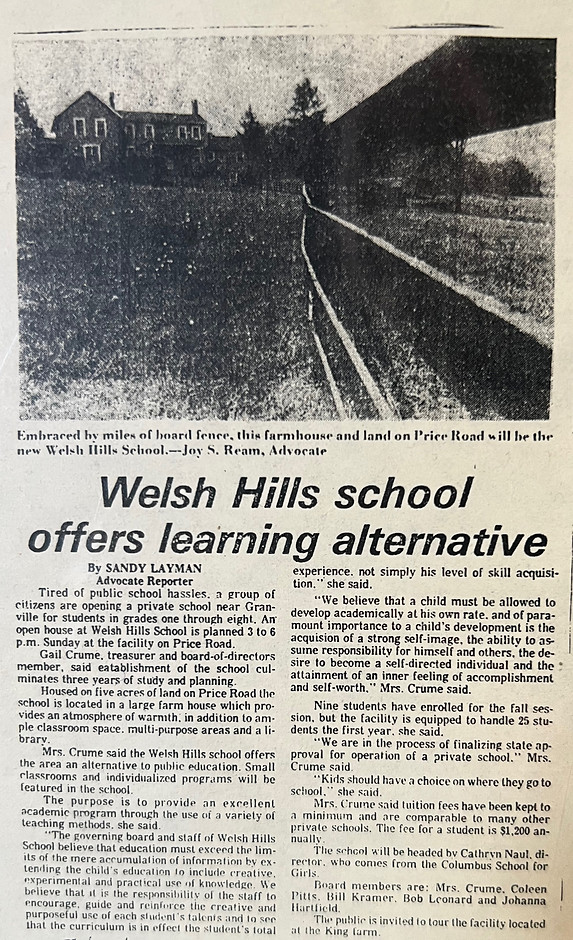 Embraced by miles of board fence, this farmhouse and land on Price Road will be the
new Welsh Hills School.—Joy S. Ream, Advocate
Welsh Hills school
offers learning alternative
By SANDY LAYMAN
Advocate Reporter
Tired of public school hassles, a group of
citizens are opening a private school near Gran-
ville for students in grades one through eight. An
open house at Welsh Hills School is planned 3 to 6
p.m. Sunday at the facility on Price Road.
Gail Crume, treasurer and board-of-directors
member, said etablishment of the school cul-
minates three years of study and planning.
Housed on five acres of land on Price Road the
school is located in a large farm house which pro-
vides an atmosphere of warmth, in addition to am-
ple classroom space, multi-purpose areas and a li-
brary.
Mrs. Crume said the Welsh Hills school offers
the area an alternative to public education. Small
classrooms and individualized programs will be
featured in the school.
The purpose is to provide an excellent
academic program through the use of a variety of
teaching methods, she said.
"The governing board and staff of Welsh Hills
School believe that education must exceed the lim-
its of the mere accumulation of information by ex-
tending the child's education to include creative,
experimental and practical use of knowledge. We
believe that it is the responsibility of the staff to
encourage, guide and reinforce the creative and
purposeful use of each student's talents and to see
that the curriculum is in effect the student's total
experience, not simply his level of skill acquisi-
tion," she said.
"We believe that a child must be allowed to
develop academically at his own rate, and of para-
mount importance to a child's development is the
acquision of a strong self-image, the ability to as-
sume responsibility for himself and others, the de-
sire to become a self-directed individual and the
attainment of an inner feeling of accomplishment
and self-worth," Mrs. Crume said.
Nine students have enrolled for the fall ses-
sion, but the facility is equipped to handle 25 stu-
dents the first year, she said.
"We are in the process of finalizing state ap-
proval for operation of a private school," Mrs.
Crume said.
"Kids should have a choice on where they go to
school," she said.
Mrs. Crume said tuition fees have been kept to
a minimum and are comparable to many other
private schools. The fee for a student is $1,200 an-
nually.
The school will be headed by Cathryn Naul, di-
rector, who comes from the Columbus School for
Girls.
Board members are: Mrs. Crume, Coleen
Pitts, Bill Kramer, Bob Leonard and Johanna
Hartfield.
The public is invited to tour the facility located
at the King farm.